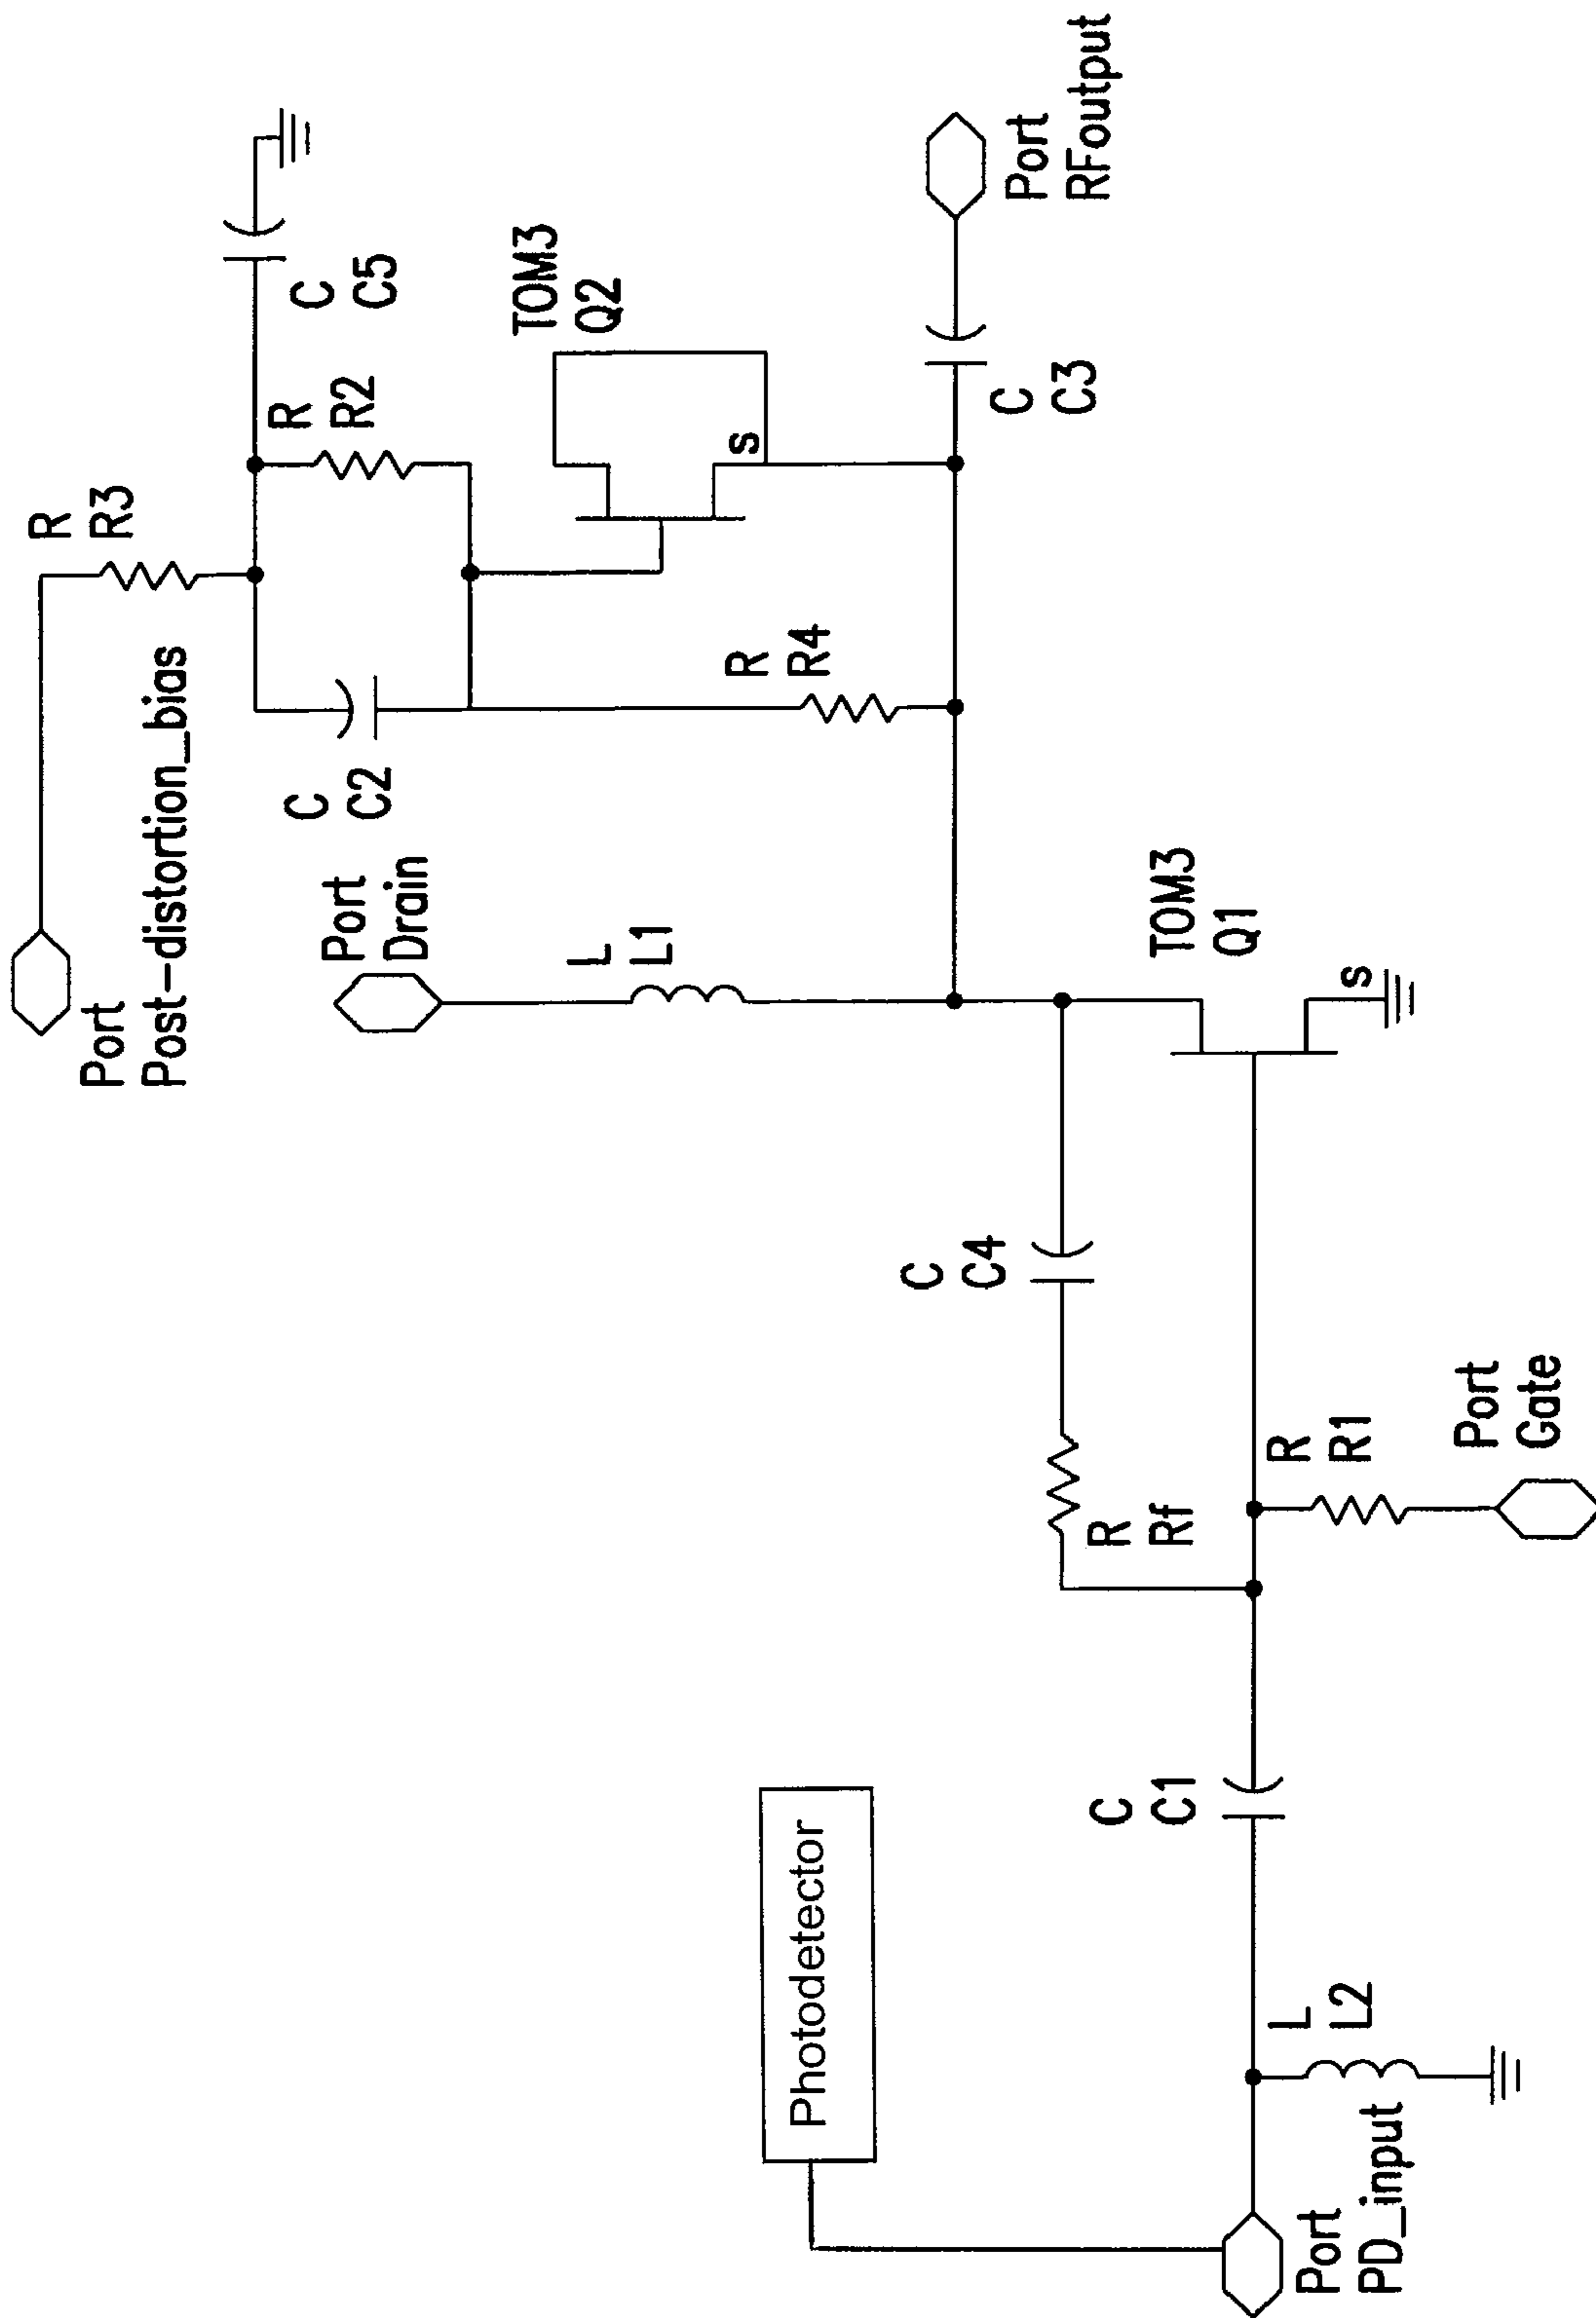 Port
Post-distortion_bias
R
R3
C
C5
R
R2
C
C2
Port
Drain
TOM3
Q2
s
L
L1
R
R4
C
C3
Port
RFoutput
C
C4
TOM3
Q1
s
R
Rf
Photodetector
C
C1
R
R1
Port
Gate
L
L2
Port
PD_input